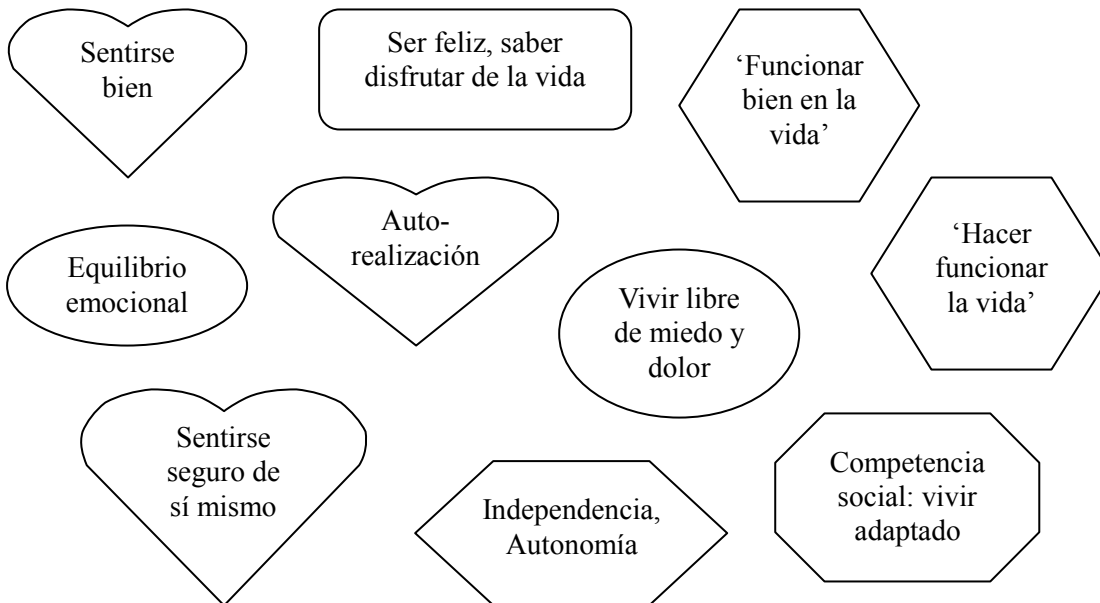 Sentirse
bien
Ser feliz, saber
disfrutar de la vida
‘Funcionar
bien en la
vida’
Auto-
realización
‘Hacer
funcionar
la vida’
Equilibrio
emocional
Vivir libre
de miedo y
dolor
Sentirse
seguro de
sí mismo
Independencia,
Autonomía
Competencia
social: vivir
adaptado